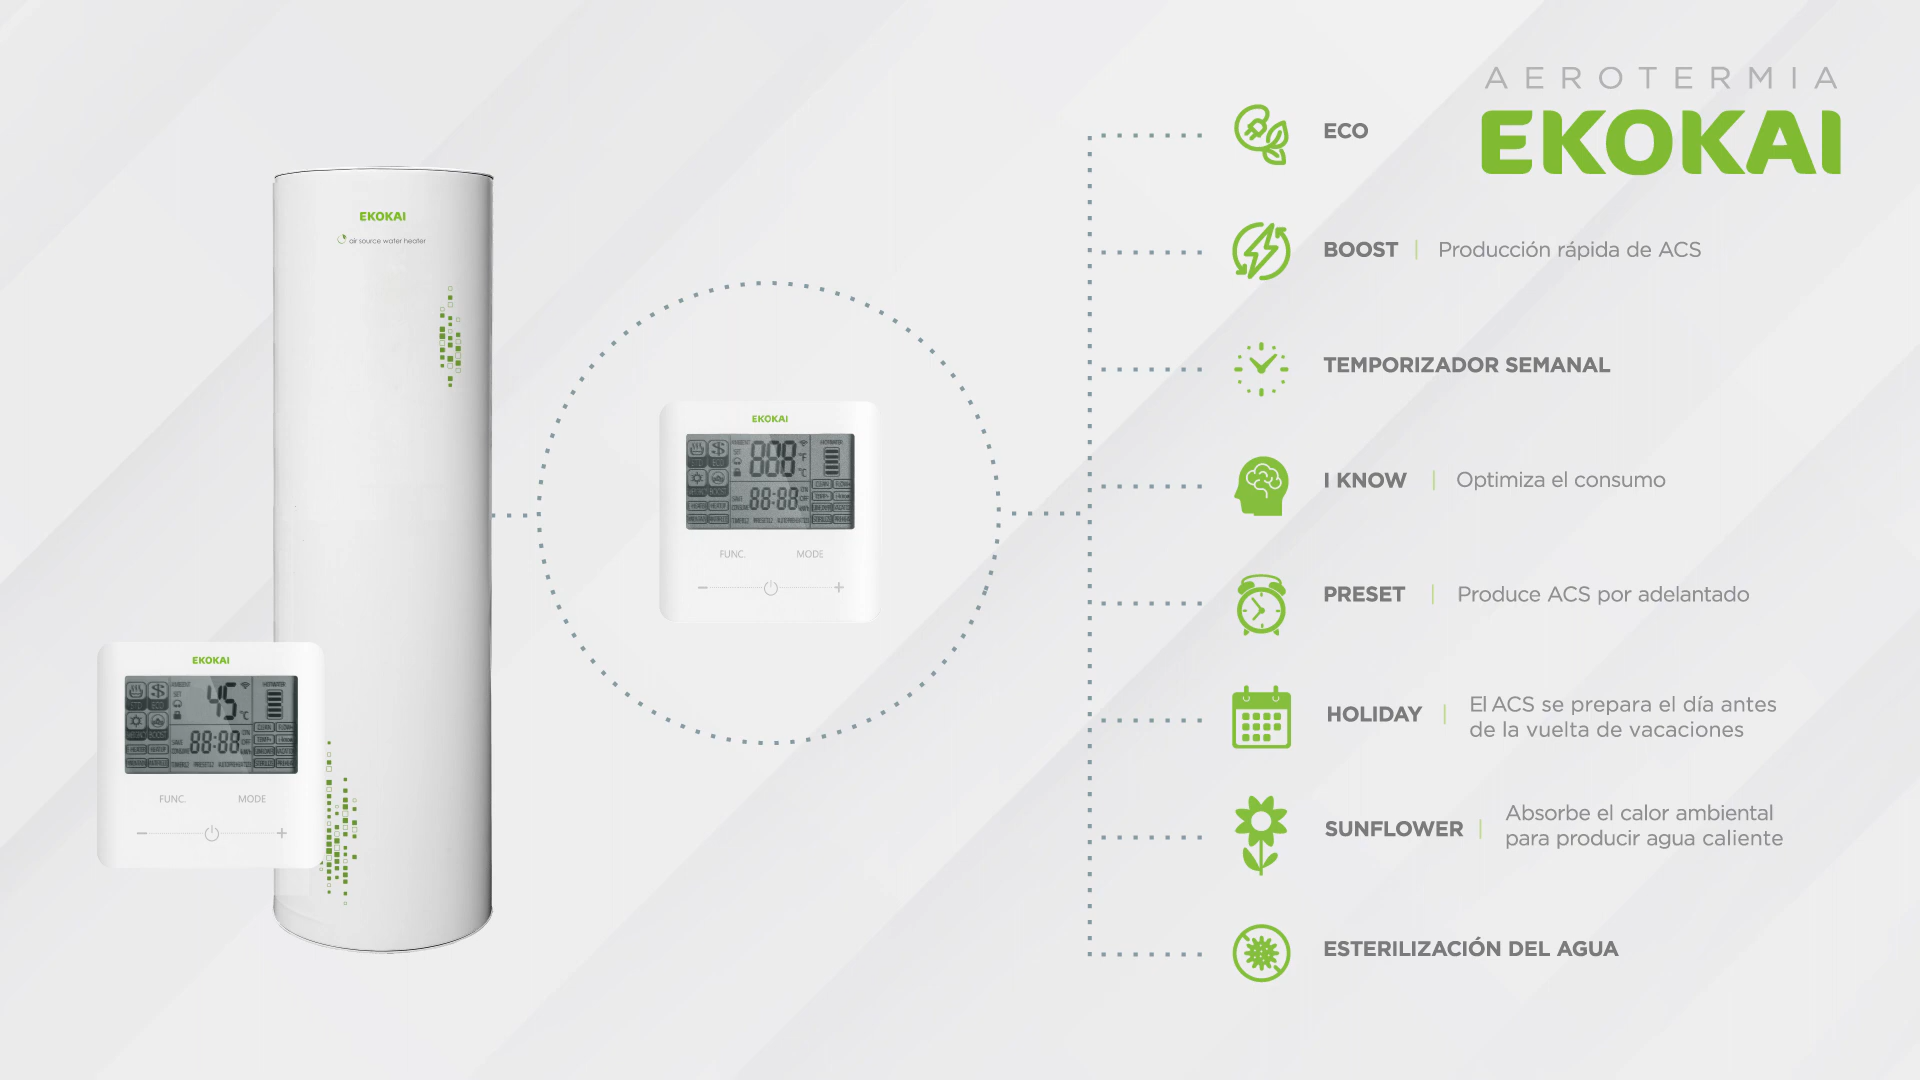 AEROTERMIA
EKOKAI
EKOKAI
air source water heater
EKOKAI
45
°C
88:88
FUNC.
MODE
EKOKAI
888
88:88
FUNC.
MODE
ECO
BOOST | Producción rápida de ACS
TEMPORIZADOR SEMANAL
I KNOW | Optimiza el consumo
PRESET | Produce ACS por adelantado
HOLIDAY | El ACS se prepara el día antes
de la vuelta de vacaciones
SUNFLOWER | Absorbe el calor ambiental
para producir agua caliente
ESTERILIZACIÓN DEL AGUA